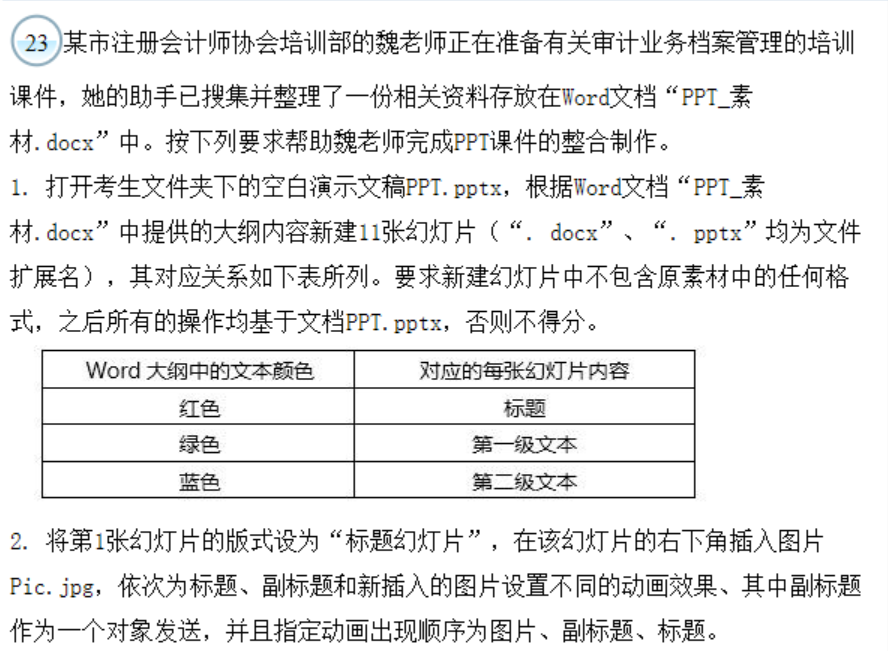 23 某市注册会计师协会培训部的魏老师正在准备有关审计业务档案管理的培训
课件，她的助手已搜集并整理了一份相关资料存放在Word文档“PPT_素
材.docx”中。按下列要求帮助魏老师完成PPT课件的整合制作。
1. 打开考生文件夹下的空白演示文稿PPT.pptx，根据Word文档“PPT_素
材.docx”中提供的大纲内容新建11张幻灯片（“. docx”、“. pptx”均为文件
扩展名），其对应关系如下表所列。要求新建幻灯片中不包含原素材中的任何格
式，之后所有的操作均基于文档PPT.pptx，否则不得分。
Word 大纲中的文本颜色 对应的每张幻灯片内容
红色 标题
绿色 第一级文本
蓝色 第二级文本
2. 将第1张幻灯片的版式设为“标题幻灯片”，在该幻灯片的右下角插入图片
Pic.jpg，依次为标题、副标题和新插入的图片设置不同的动画效果、其中副标题
作为一个对象发送，并且指定动画出现顺序为图片、副标题、标题。